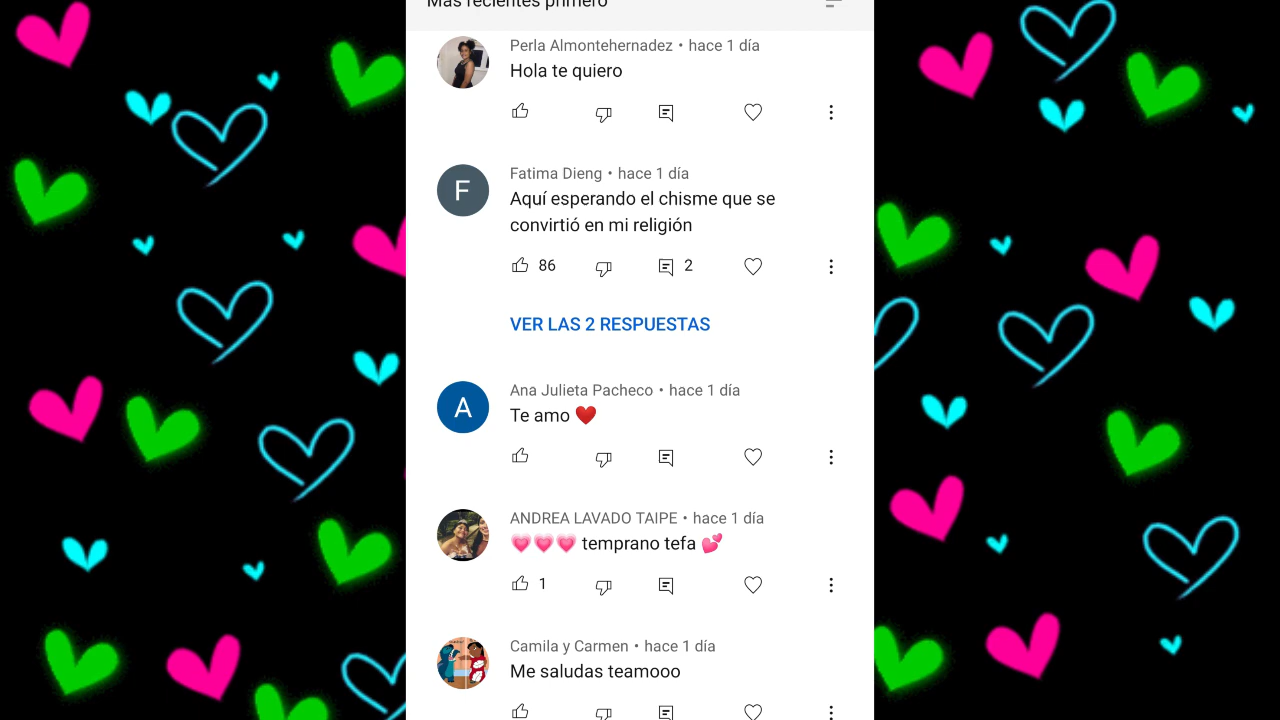 Más recientes primero
Perla Almontehernadez • hace 1 día
Hola te quiero
Fatima Dieng • hace 1 día
F
Aquí esperando el chisme que se
convirtió en mi religión
86
2
VER LAS 2 RESPUESTAS
Ana Julieta Pacheco • hace 1 día
A
Te amo ❤️
ANDREA LAVADO TAIPE • hace 1 día
💗💗💗 temprano tefa 💕
1
Camila y Carmen • hace 1 día
Me saludas teamooo